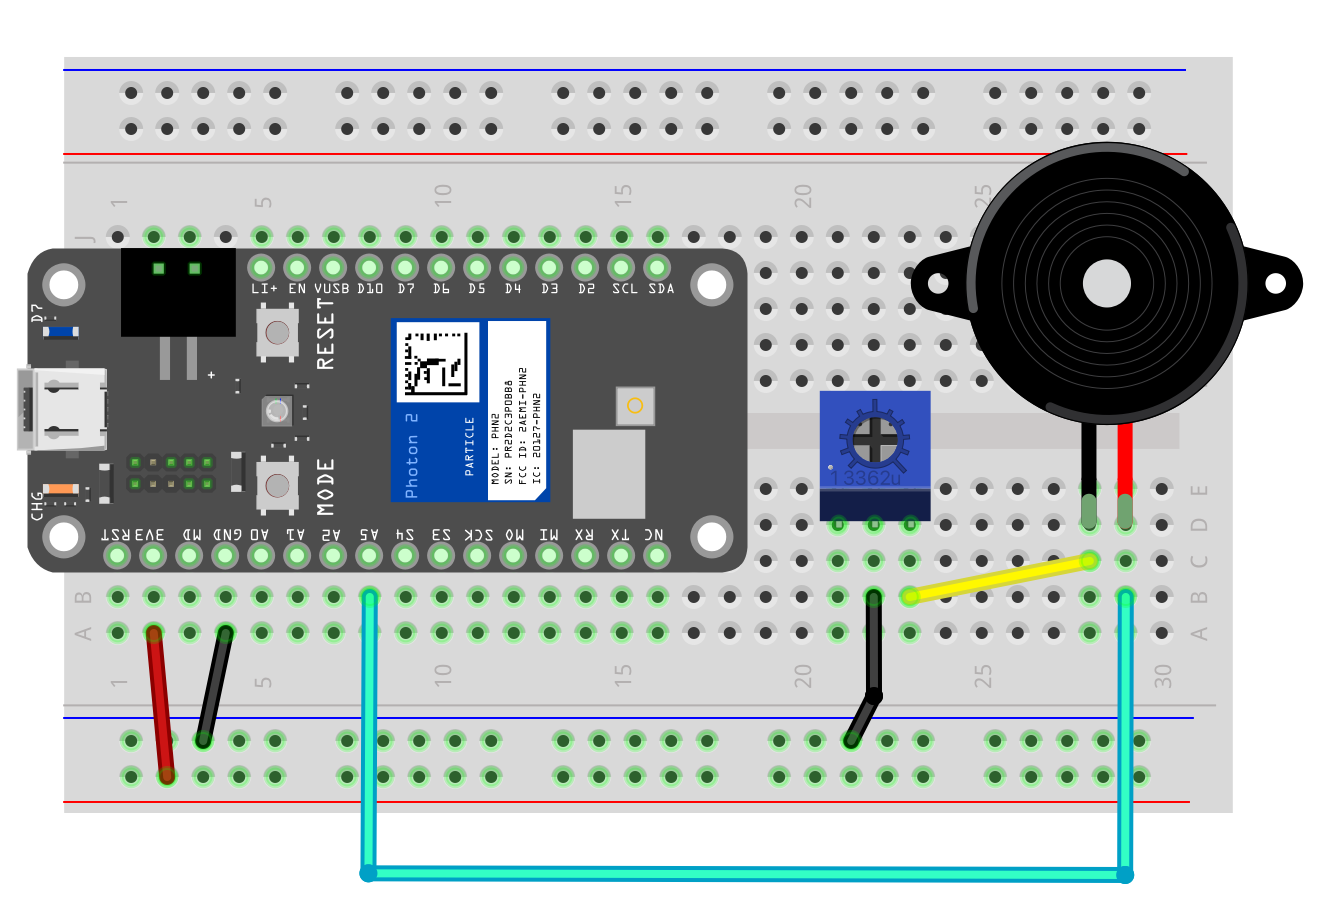 1 5 10 15 20 25
J
LI+ EN VUSB D10 D7 D6 D5 D4 D3 D2 SCL SDA
D7
RESET
+
Photon 2
PARTICLE
MODEL: PHN2
SN: PR2D2C3P0BB8
FCC ID: 2AEMI-PHN2
IC: 20127-PHN2
13362u
MODE
CHG
RST 3V3 MD GND A0 A1 A2 A5 S4 S3 SCK MO MI RX TX NC
E
D
C
B B
A A
1 5 10 15 20 25 30